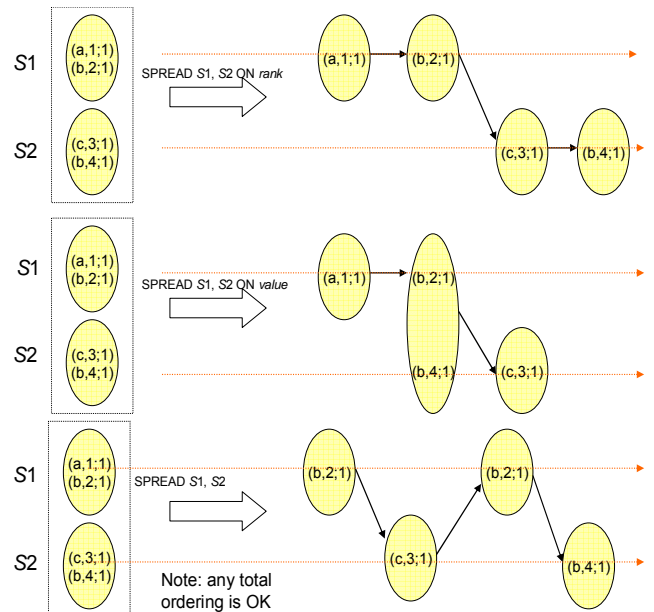 S1
(a,1;1)
(b,2;1)
SPREAD S1, S2 ON rank
(a,1;1)
(b,2;1)
S2
(c,3;1)
(b,4;1)
(c,3;1)
(b,4;1)
S1
(a,1;1)
(b,2;1)
SPREAD S1, S2 ON value
(a,1;1)
(b,2;1)
S2
(c,3;1)
(b,4;1)
(b,4;1)
(c,3;1)
S1
(a,1;1)
(b,2;1)
SPREAD S1, S2
(b,2;1)
(b,2;1)
S2
(c,3;1)
(b,4;1)
(c,3;1)
(b,4;1)
Note: any total
ordering is OK